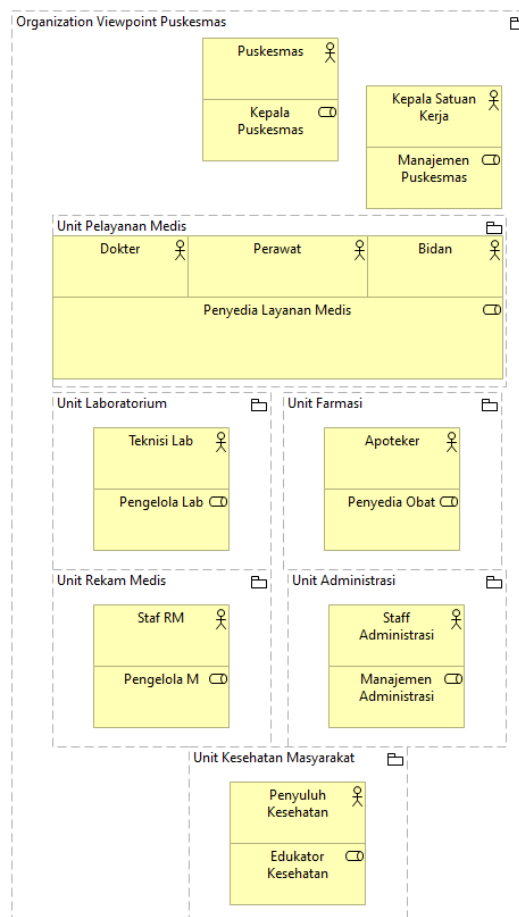 Organization Viewpoint Puskesmas
Puskesmas
Kepala
Puskesmas
Kepala Satuan
Kerja
Manajemen
Puskesmas
Unit Pelayanan Medis
Dokter
Perawat
Bidan
Penyedia Layanan Medis
Unit Laboratorium
Teknisi Lab
Pengelola Lab
Unit Farmasi
Apoteker
Penyedia Obat
Unit Rekam Medis
Staf RM
Pengelola M
Unit Administrasi
Staff
Administrasi
Manajemen
Administrasi
Unit Kesehatan Masyarakat
Penyuluh
Kesehatan
Edukator
Kesehatan